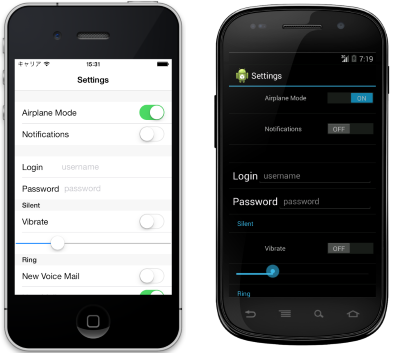 キャリア 15:31
Settings
Airplane Mode
Notifications
Login username
Password password
Silent
Vibrate
Ring
New Voice Mail
7:19
Settings
Airplane Mode ON
Notifications OFF
Login username
Password password
Silent
Vibrate OFF
Ring